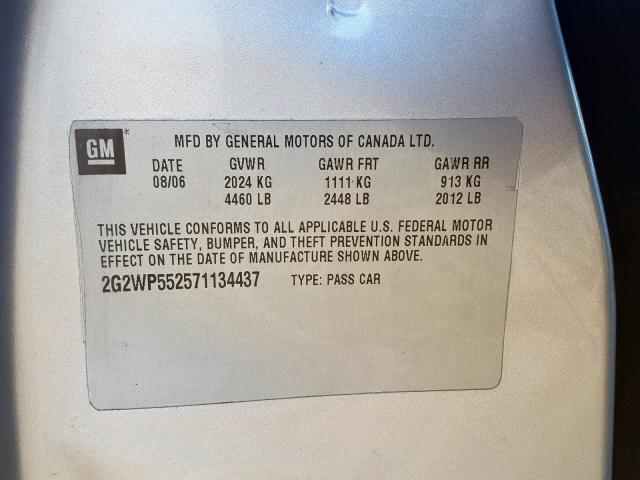 GM
MFD BY GENERAL MOTORS OF CANADA LTD.
DATE GVWR GAWR FRT GAWR RR
08/06 2024 KG 1111 KG 913 KG
4460 LB 2448 LB 2012 LB
THIS VEHICLE CONFORMS TO ALL APPLICABLE U.S. FEDERAL MOTOR
VEHICLE SAFETY, BUMPER, AND THEFT PREVENTION STANDARDS IN
EFFECT ON THE DATE OF MANUFACTURE SHOWN ABOVE.
2G2WP552571134437 TYPE: PASS CAR